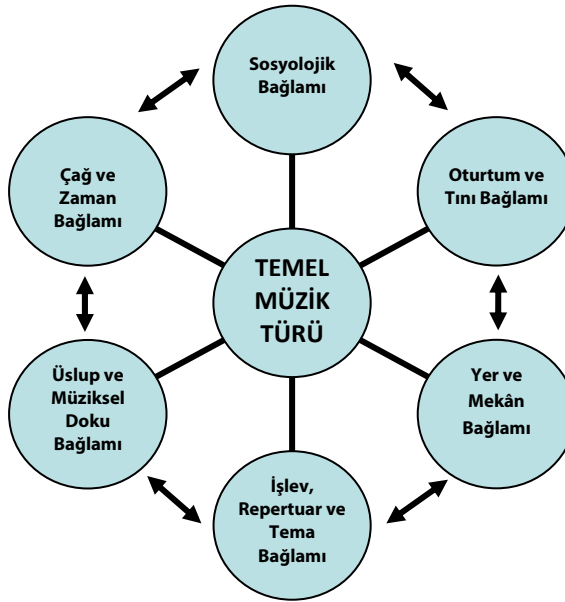 Sosyolojik
Bağlamı
Çağ ve
Zaman
Bağlamı
Oturtum ve
Tını Bağlamı
TEMEL
MÜZİK
TÜRÜ
Üslup ve
Müziksel
Doku
Bağlamı
Yer ve
Mekân
Bağlamı
İşlev,
Repertuar ve
Tema
Bağlamı